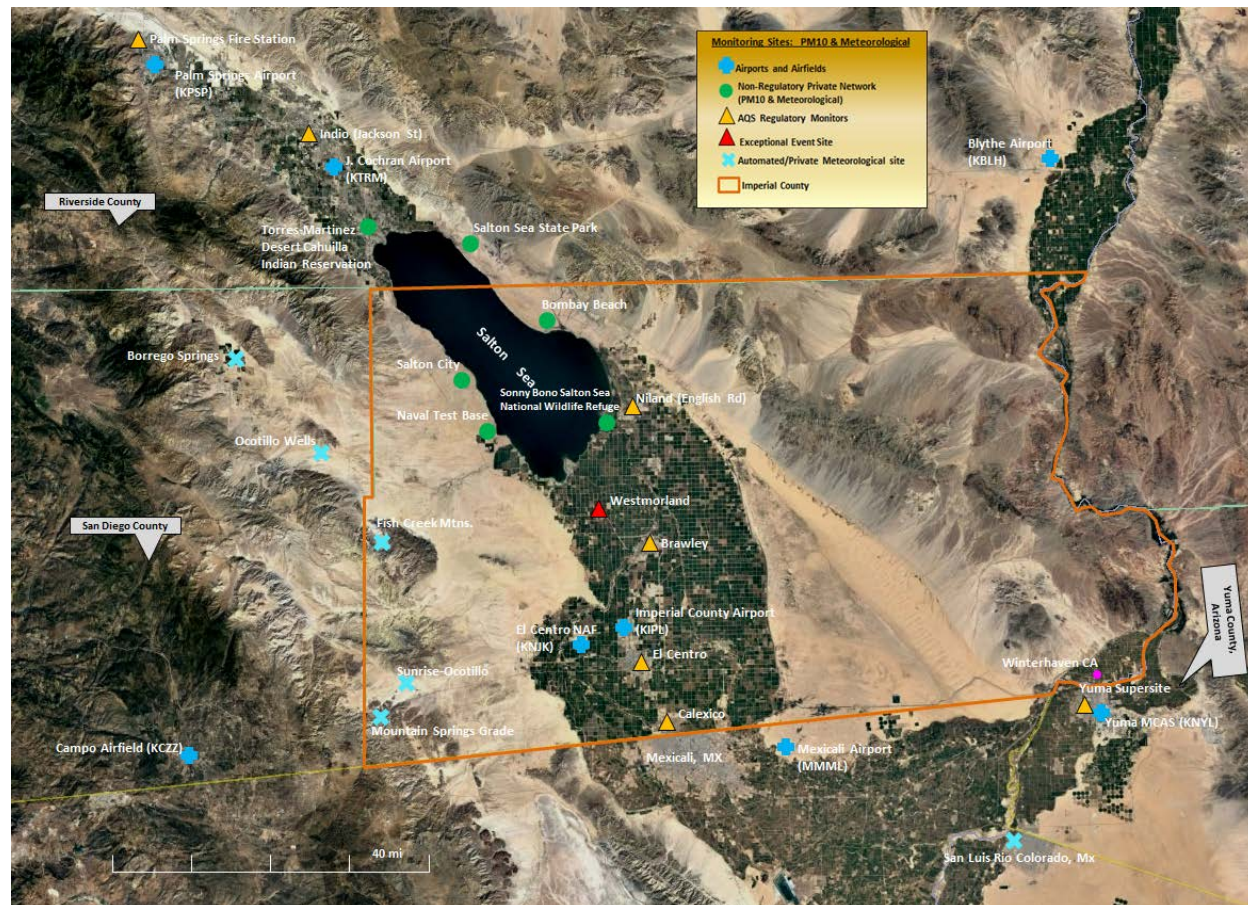 Palm Springs Fire Station
Palm Springs Airport
(KPSP)
Indio (Jackson St)
J. Cochran Airport
(KTRM)
Riverside County
Torres-Martinez
Desert Cahuilla
Indian Reservation
Salton Sea State Park
Monitoring Sites: PM10 & Meteorological
Airports and Airfields
Non-Regulatory Private Network
(PM10 & Meteorological)
AQS Regulatory Monitors
Exceptional Event Site
Automated/Private Meteorological site
Imperial County
Blythe Airport
(KBLH)
Bombay Beach
Salton Sea
Borrego Springs
Salton City
Sonny Bono Salton Sea
National Wildlife Refuge
Niland (English Rd)
Naval Test Base
Ocotillo Wells
Westmorland
San Diego County
Fish Creek Mtns.
Brawley
Imperial County Airport
(KIPL)
El Centro NAF
(KNJK)
El Centro
Yuma County,
Arizona
Sunrise-Ocotillo
Winterhaven CA
Yuma Supersite
Yuma MCAS (KNYL)
Calexico
Mountain Springs Grade
Campo Airfield (KCZZ)
Mexicali, MX
Mexicali Airport
(MMML)
40 mi
San Luis Rio Colorado, Mx